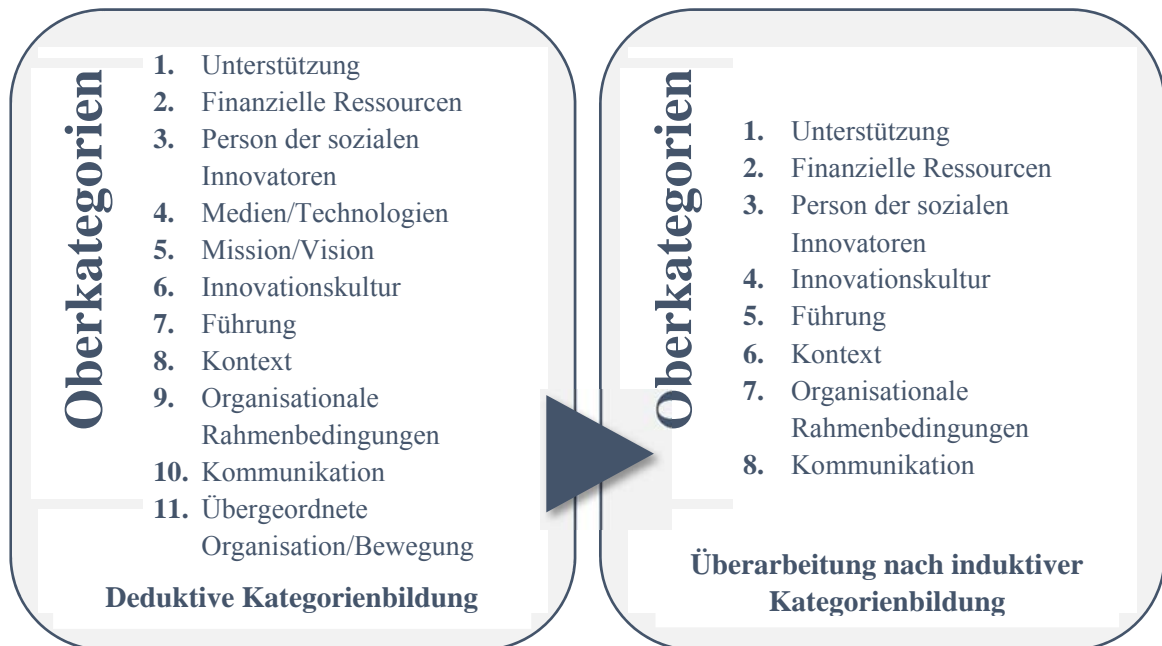 Oberkategorien
1. Unterstützung
2. Finanzielle Ressourcen
3. Person der sozialen
Innovatoren
4. Medien/Technologien
5. Mission/Vision
6. Innovationskultur
7. Führung
8. Kontext
9. Organisationale
Rahmenbedingungen
10. Kommunikation
11. Übergeordnete
Organisation/Bewegung
Deduktive Kategorienbildung
Oberkategorien
1. Unterstützung
2. Finanzielle Ressourcen
3. Person der sozialen
Innovatoren
4. Innovationskultur
5. Führung
6. Kontext
7. Organisationale
Rahmenbedingungen
8. Kommunikation
Überarbeitung nach induktiver
Kategorienbildung